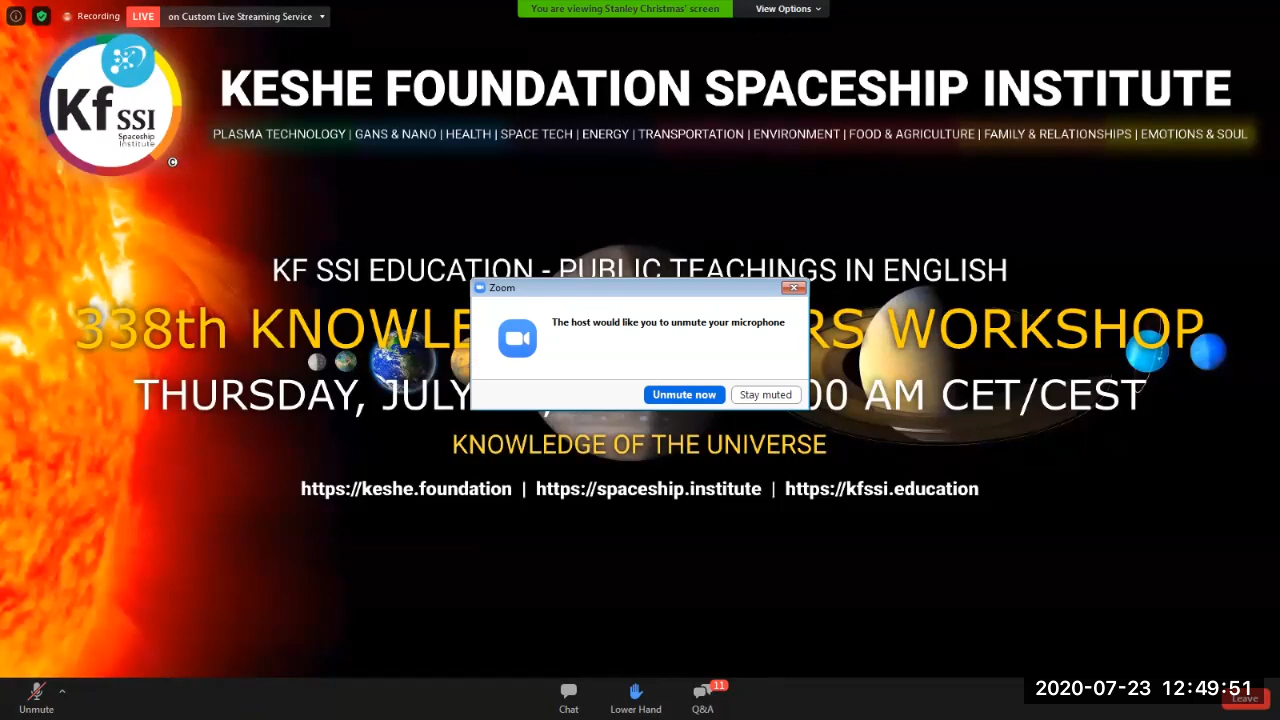 Recording
LIVE
on Custom Live Streaming Service
You are viewing Stanley Christmas' screen
View Options
Kf SSI
Spaceship
Institute
©
KESHE FOUNDATION SPACESHIP INSTITUTE
PLASMA TECHNOLOGY | GANS & NANO | HEALTH | SPACE TECH | ENERGY | TRANSPORTATION | ENVIRONMENT | FOOD & AGRICULTURE | FAMILY & RELATIONSHIPS | EMOTIONS & SOUL
KF SSI EDUCATION - PUBLIC TEACHINGS IN ENGLISH
Zoom
The host would like you to unmute your microphone
Unmute now
Stay muted
338th WORKSHOP
THURSDAY, JULY AM CET/CEST
KNOWLEDGE OF THE UNIVERSE
https://keshe.foundation | https://spaceship.institute | https://kfssi.education
Unmute
Chat
Lower Hand
11
Q&A
2020-07-23 12:49:51
Leave